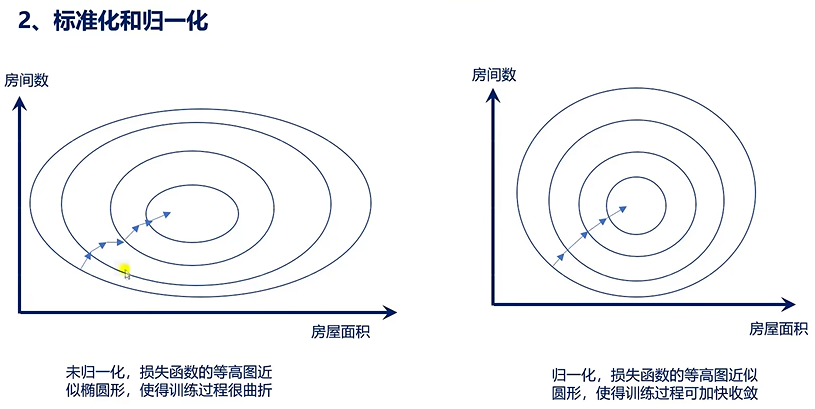 2、标准化和归一化
房间数
房间数
房屋面积
房屋面积
未归一化，损失函数的等高图近
似椭圆形，使得训练过程很曲折
归一化，损失函数的等高图近似
圆形，使得训练过程可加快收敛